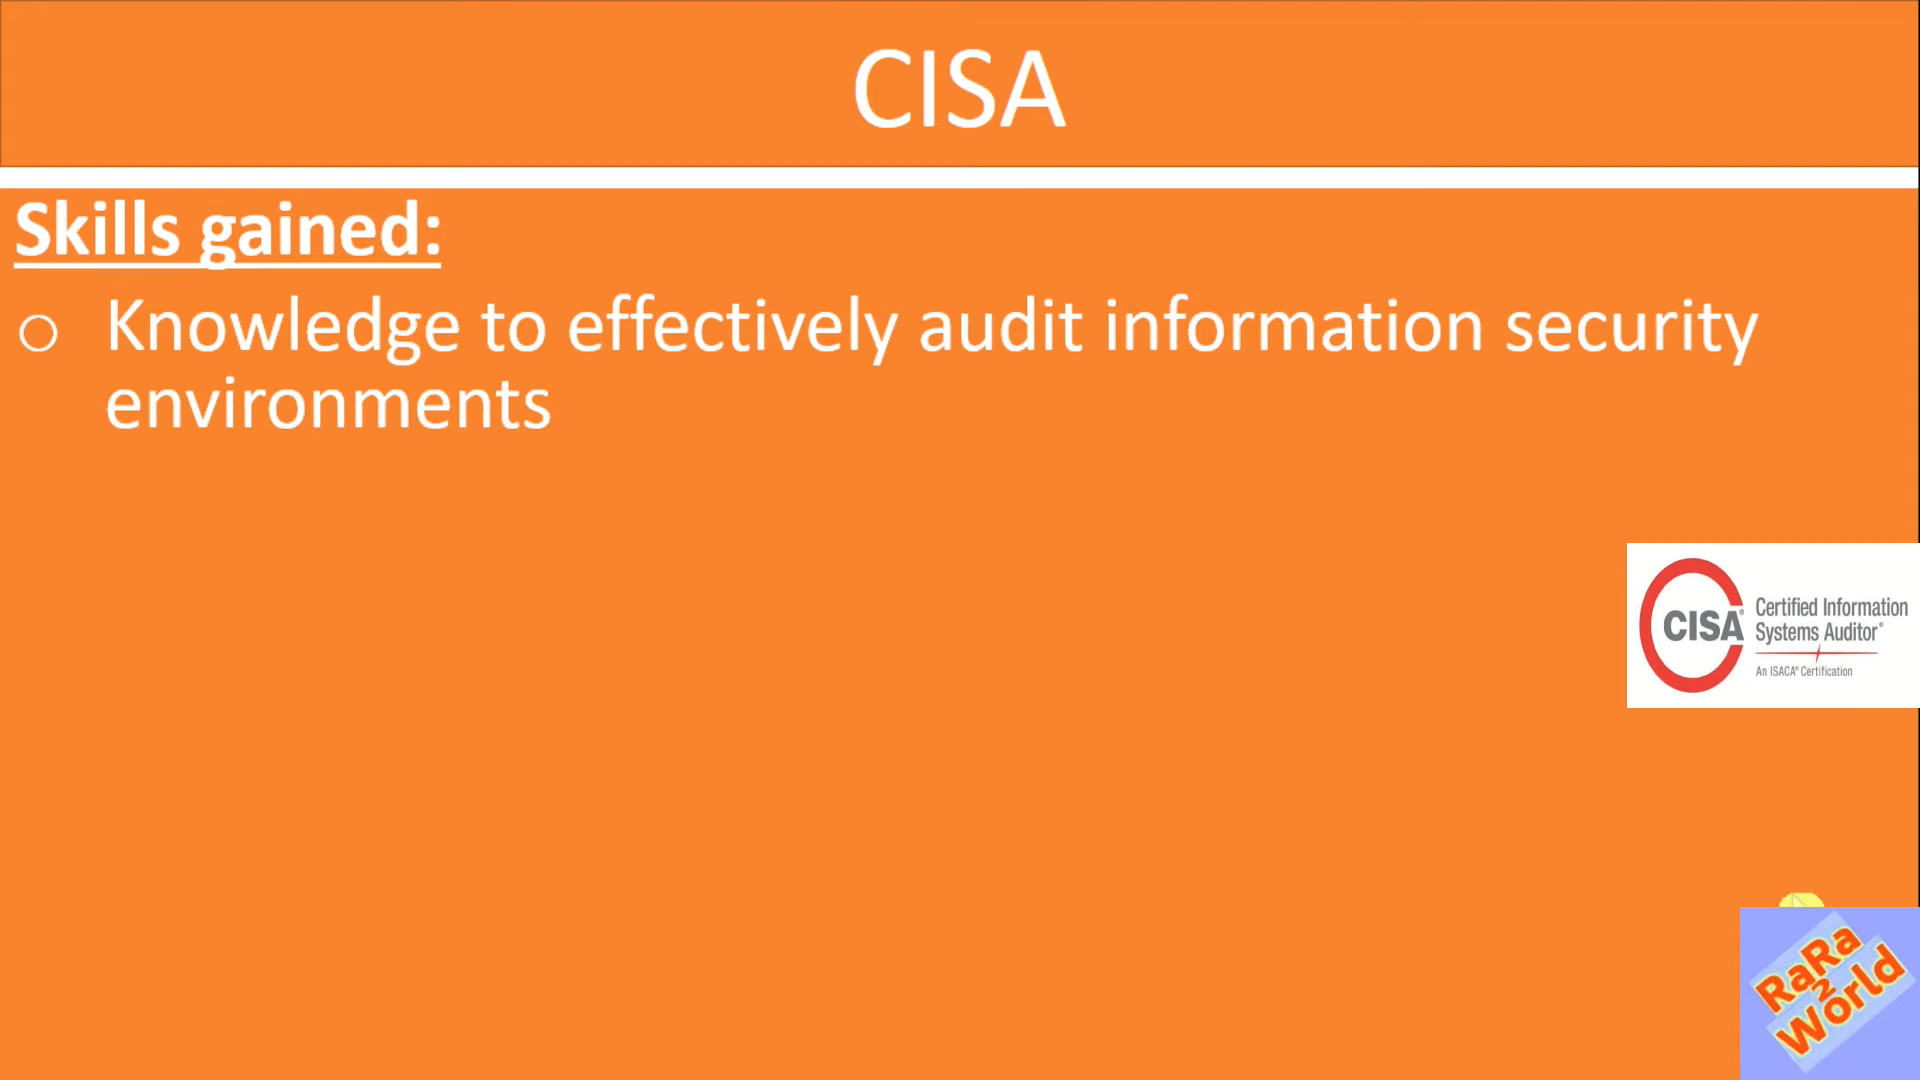 CISA
Skills gained:
o Knowledge to effectively audit information security
environments
CISA®
Certified Information
Systems Auditor®
An ISACA® Certification
RaRa
2
World